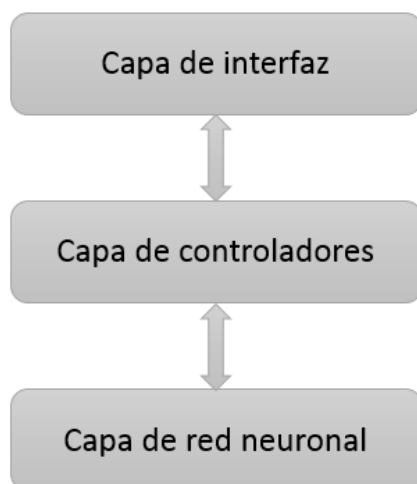 Capa de interfaz
Capa de controladores
Capa de red neuronal